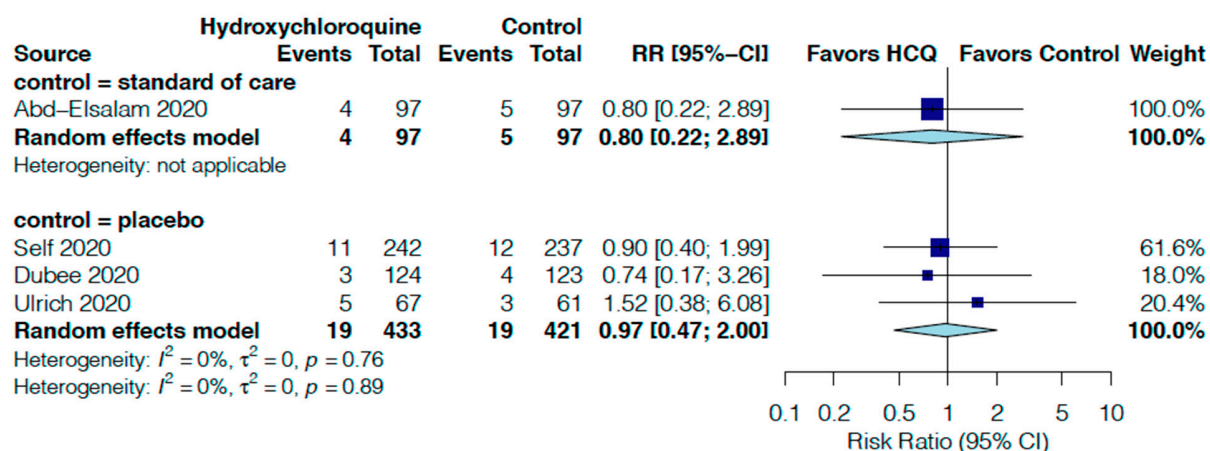 Hydroxychloroquine Control
Source Events Total Events Total RR [95%−CI] Favors HCQ Favors Control Weight
control = standard of care
Abd−Elsalam 2020 4 97 5 97 0.80 [0.22; 2.89] 100.0%
Random effects model 4 97 5 97 0.80 [0.22; 2.89] 100.0%
Heterogeneity: not applicable
control = placebo
Self 2020 11 242 12 237 0.90 [0.40; 1.99] 61.6%
Dubee 2020 3 124 4 123 0.74 [0.17; 3.26] 18.0%
Ulrich 2020 5 67 3 61 1.52 [0.38; 6.08] 20.4%
Random effects model 19 433 19 421 0.97 [0.47; 2.00] 100.0%
Heterogeneity: I² = 0%, τ² = 0, p = 0.76
Heterogeneity: I² = 0%, τ² = 0, p = 0.89
0.1 0.2 0.5 1 2 5 10
Risk Ratio (95% CI)